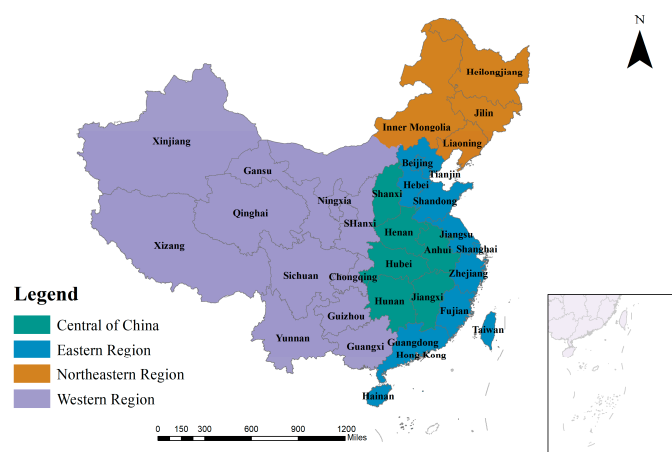 N
Heilongjiang
Jilin
Inner Mongolia
Liaoning
Xinjiang
Beijing
Gansu
Tianjin
Hebei
Shanxi
Ningxia
Shandong
Qinghai
SHanxi
Henan
Jiangsu
Xizang
Anhui
Shanghai
Hubei
Sichuan
Chongqing
Zhejiang
Hunan
Jiangxi
Legend
Guizhou
Fujian
Central of China
Taiwan
Yunnan
Guangxi
Guangdong
Eastern Region
Hong Kong
Northeastern Region
Hainan
Western Region
0 150 300 600 900 1200
Miles